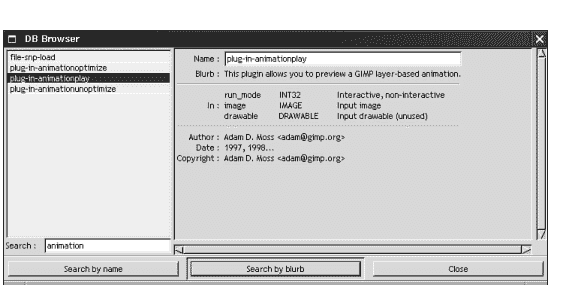 DB Browser
file-snp-load
plug-in-animationoptimize
plug-in-animationplay
plug-in-animationunoptimize
Search : animation
Name : plug-in-animationplay
Blurb : This plugin allows you to preview a GIMP layer-based animation.
run_mode INT32 Interactive, non-interactive
In : image IMAGE Input image
drawable DRAWABLE Input drawable (unused)
Author : Adam D. Moss <adam@gimp.org>
Date : 1997, 1998...
Copyright : Adam D. Moss <adam@gimp.org>
Search by name Search by blurb Close